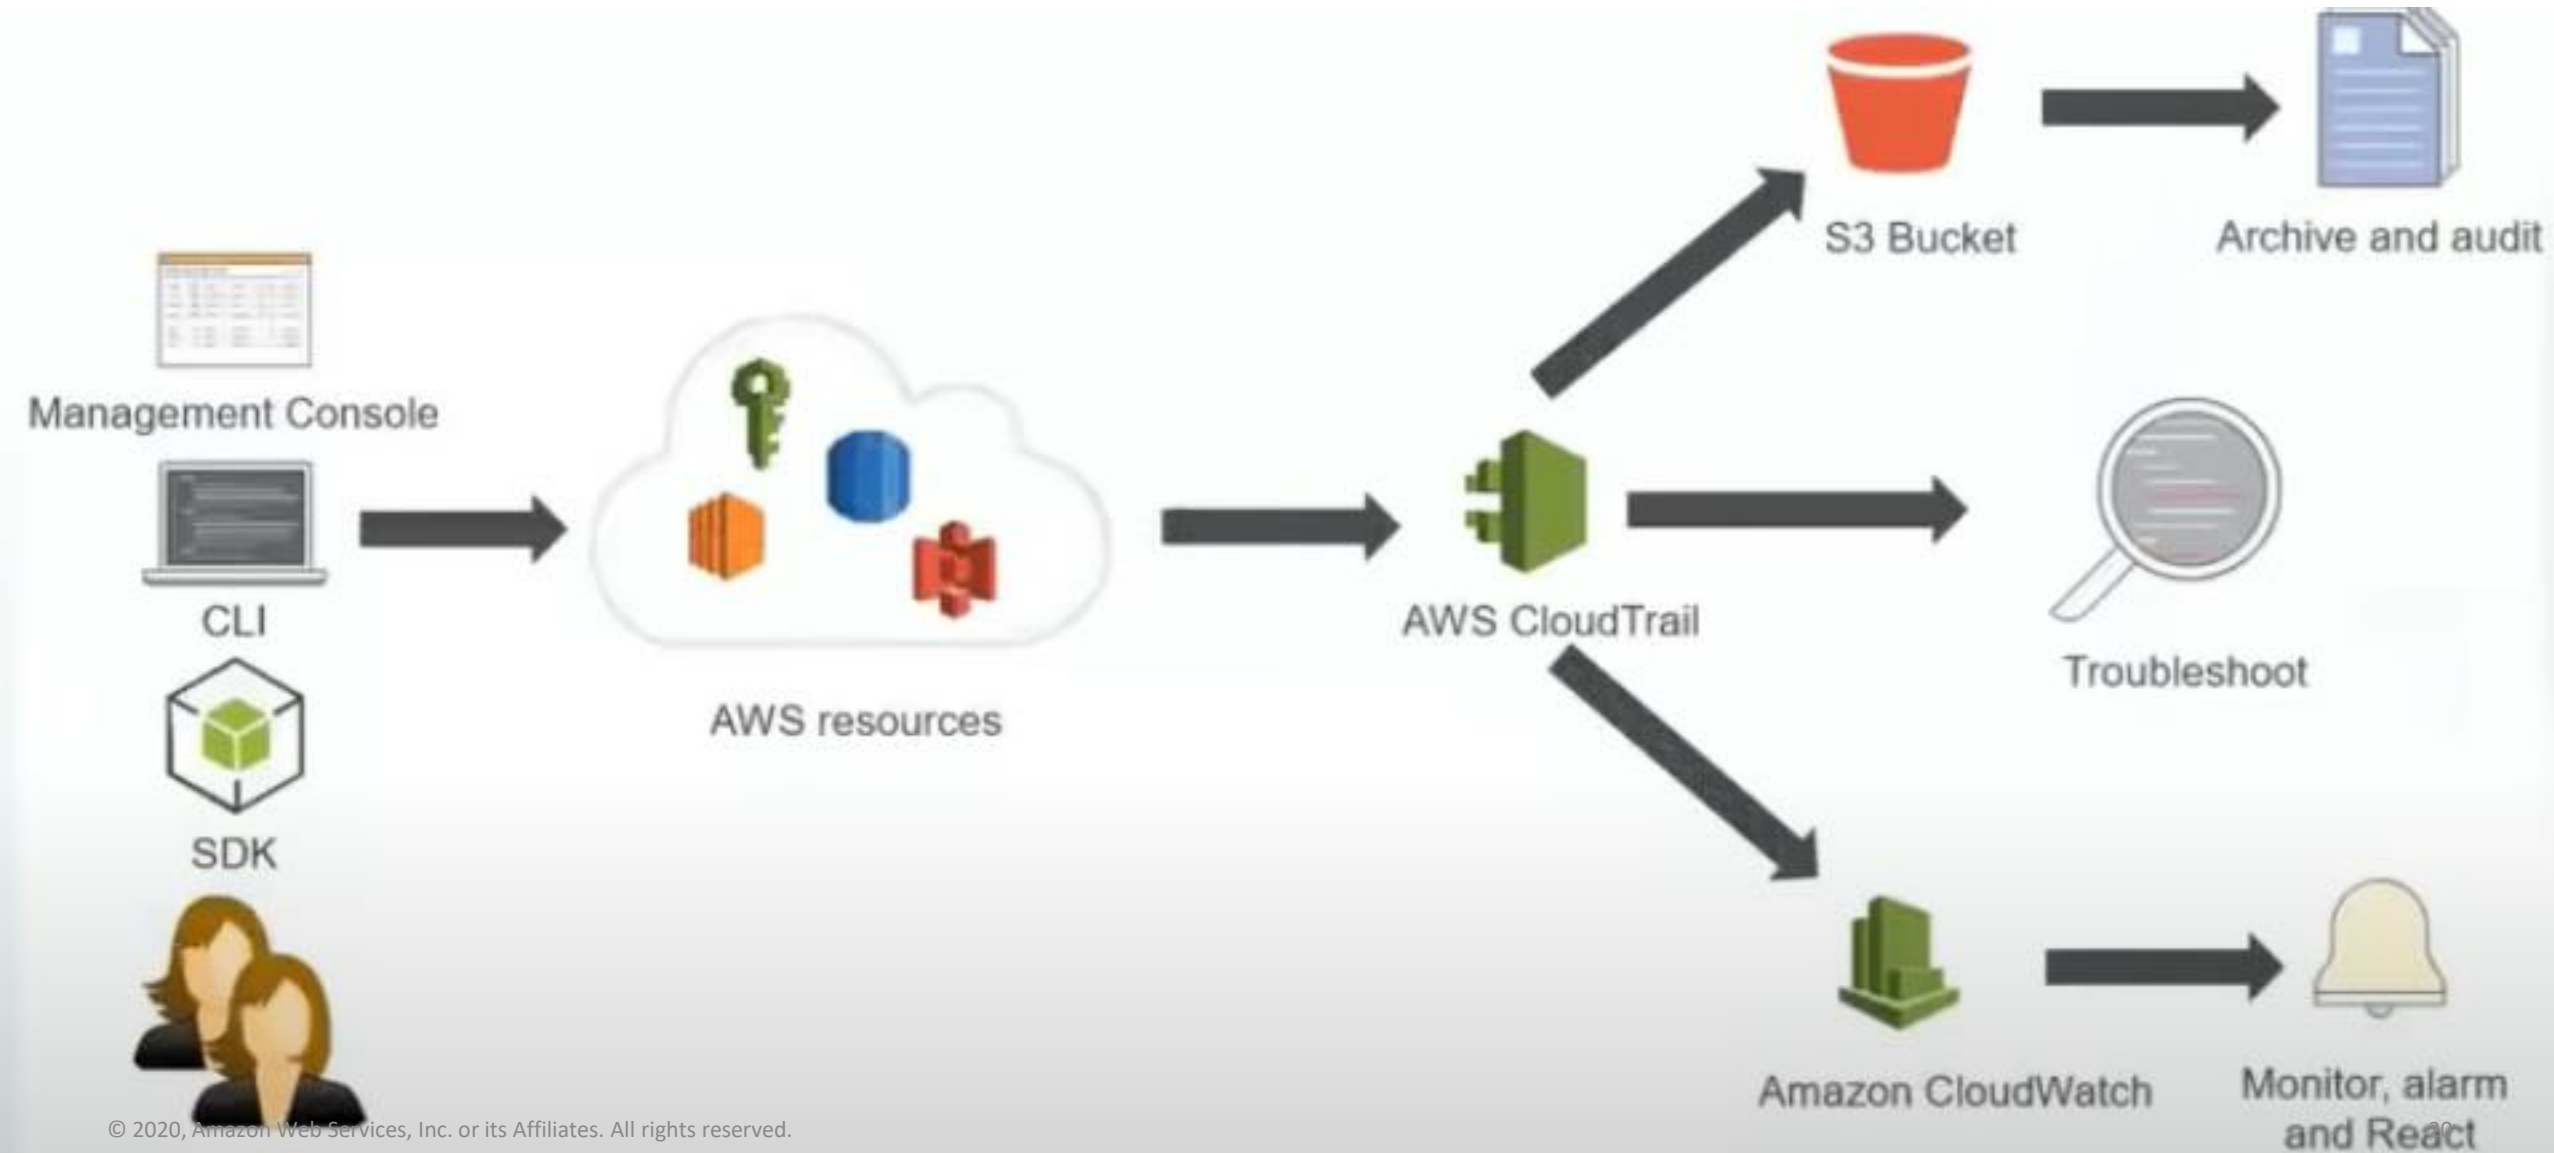 Management Console
CLI
SDK
AWS resources
AWS CloudTrail
S3 Bucket
Archive and audit
Troubleshoot
Amazon CloudWatch
Monitor, alarm
and React
© 2020, Amazon Web Services, Inc. or its Affiliates. All rights reserved.